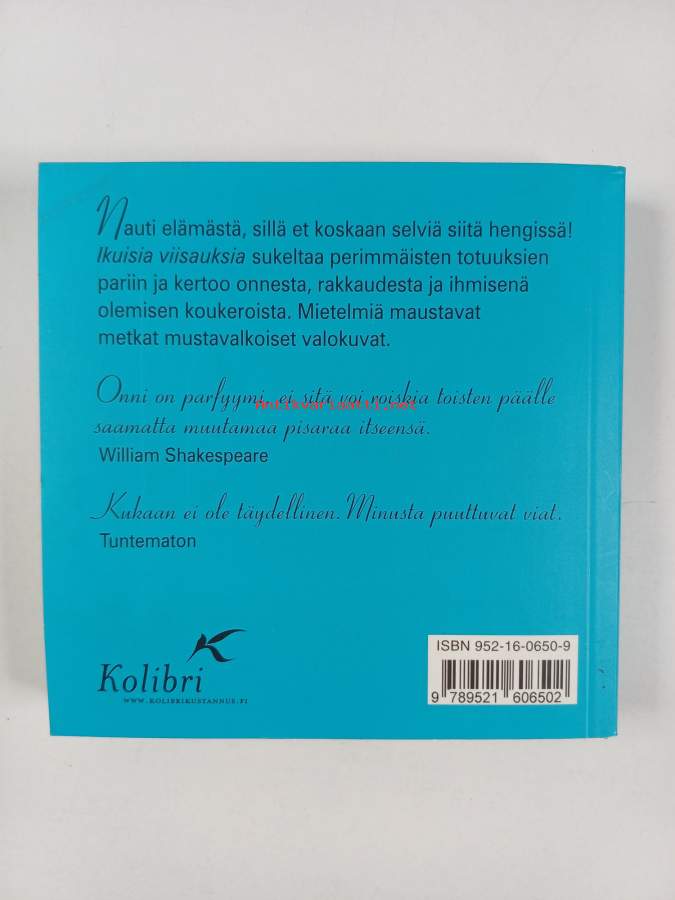 Nauti elämästä, sillä et koskaan selviä siitä hengissä!
Ikuisia viisauksia sukeltaa perimmäisten totuuksien
pariin ja kertoo onnesta, rakkaudesta ja ihmisenä
olemisen koukeroista. Mietelmiä maustavat
metkat mustavalkoiset valokuvat.
Onni on parfyymi, ei sitä voi roiskia toisten päälle
antikvariaatti.net
saamatta muutamaa pisaraa itseensä.
William Shakespeare
Kukaan ei ole täydellinen. Minusta puuttuvat viat.
Tuntematon
Kolibri
WWW.KOLIBRIKUSTANNUS.FI
ISBN 952-16-0650-9
9 789521 606502